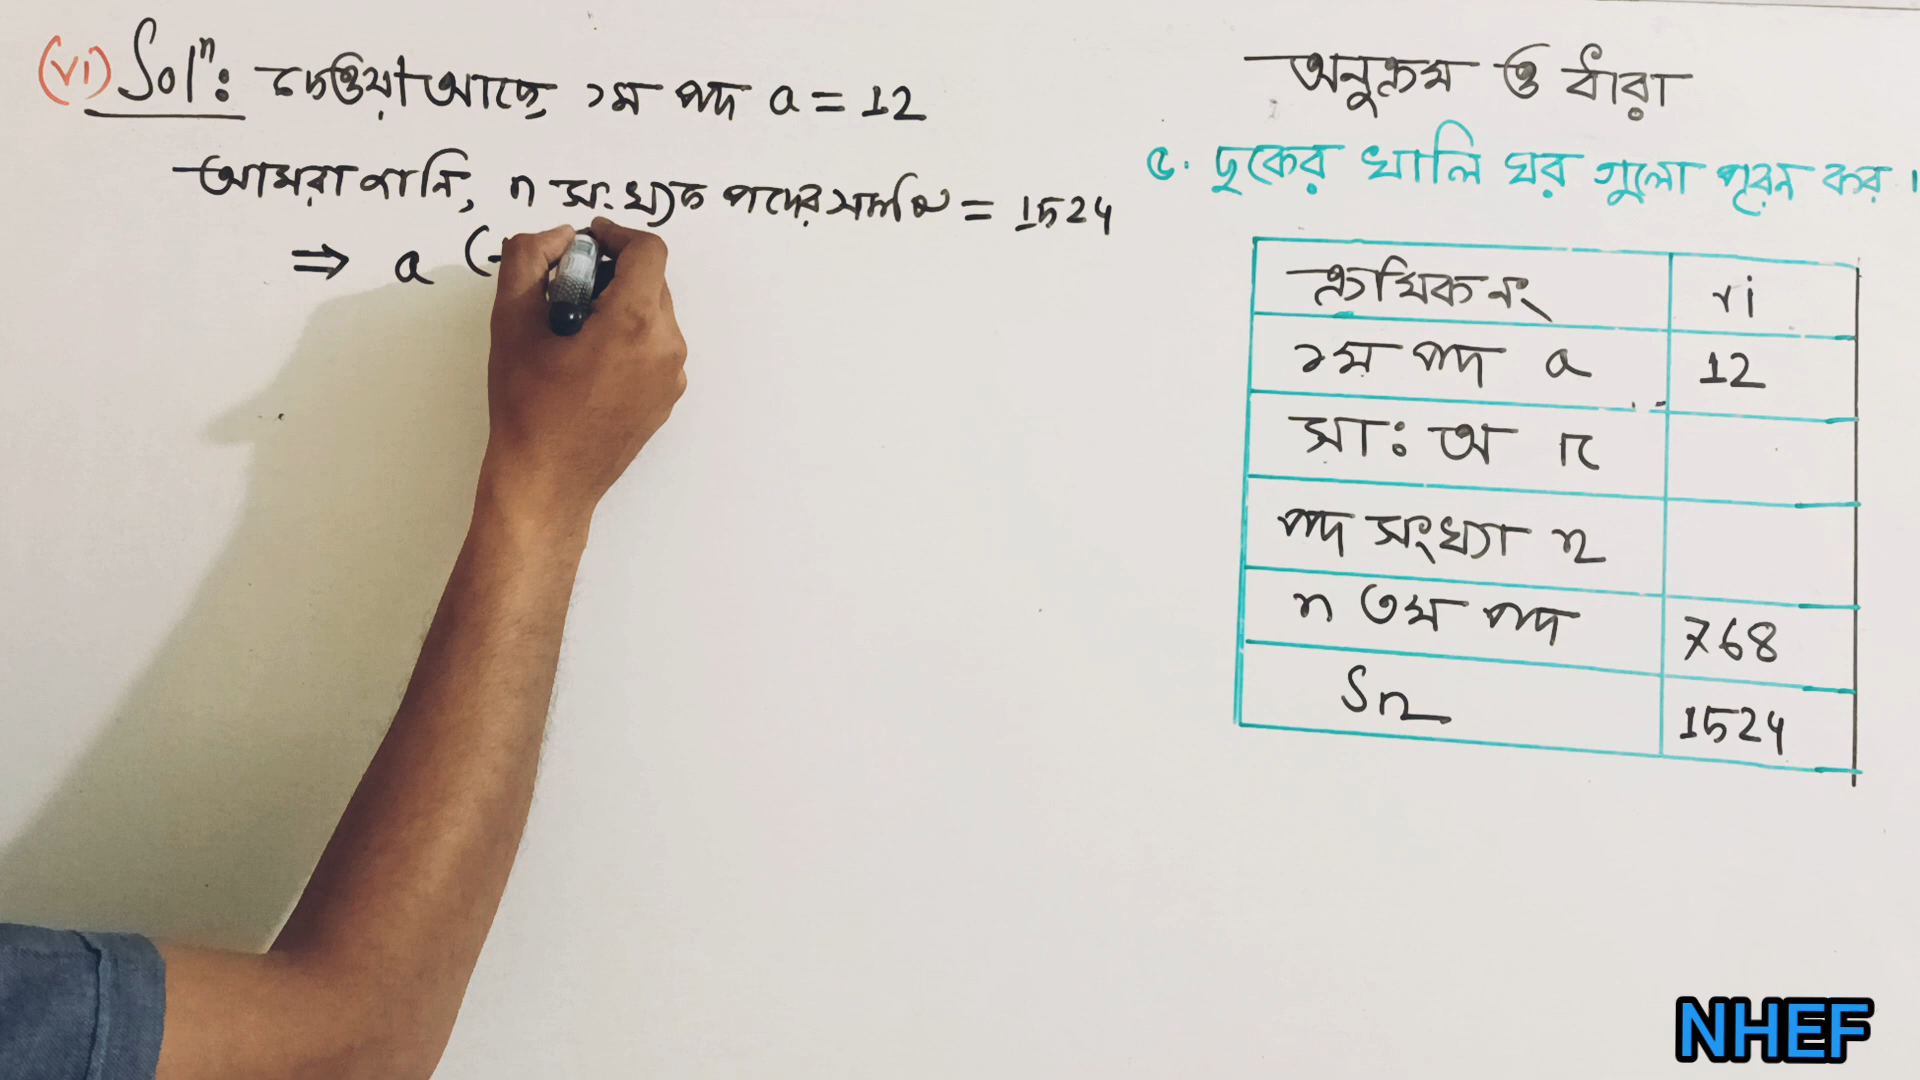 (vi) Solⁿ: দেওয়া আছে, ১ম পদ a = 12
আমরা জানি, n সংখ্যক পদের সমষ্টি = 1524
⇒ a (
অনুক্রম ও ধারা
৫. ছকের খালি ঘর গুলো পূরন কর।
ক্রমিক নং vi
১ম পদ a 12
সাঃ অ r
পদ সংখ্যা n
n তম পদ 768
Sn 1524
NHEF